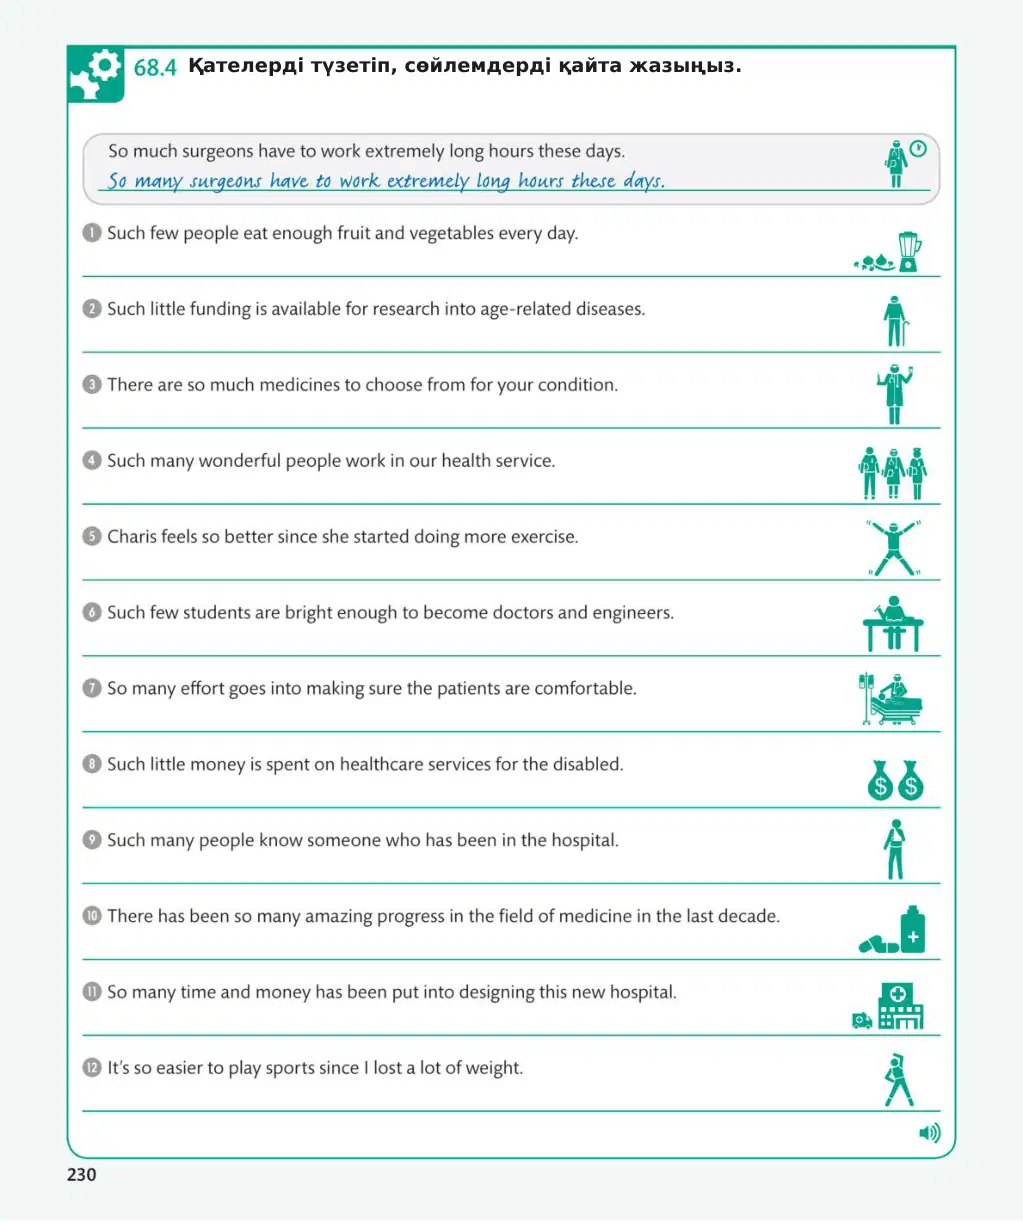 68.4 Қателерді түзетіп, сөйлемдерді қайта жазыңыз.
So much surgeons have to work extremely long hours these days.
So many surgeons have to work extremely long hours these days.
1 Such few people eat enough fruit and vegetables every day.
2 Such little funding is available for research into age-related diseases.
3 There are so much medicines to choose from for your condition.
4 Such many wonderful people work in our health service.
5 Charis feels so better since she started doing more exercise.
6 Such few students are bright enough to become doctors and engineers.
7 So many effort goes into making sure the patients are comfortable.
8 Such little money is spent on healthcare services for the disabled.
$ $
9 Such many people know someone who has been in the hospital.
10 There has been so many amazing progress in the field of medicine in the last decade.
11 So many time and money has been put into designing this new hospital.
12 It's so easier to play sports since I lost a lot of weight.
230